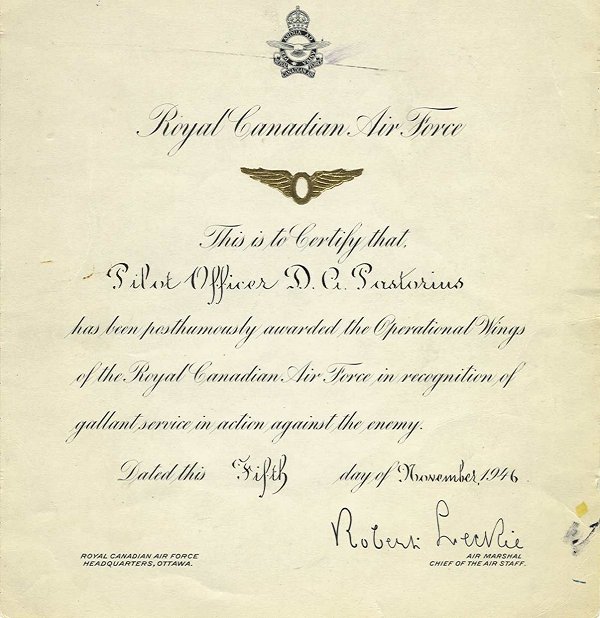 Royal Canadian Air Force
This is to Certify that,
Pilot Officer D. A. Pastorius
has been posthumously awarded the Operational Wings
of the Royal Canadian Air Force in recognition of
gallant service in action against the enemy.
Dated this Fifth day of November, 1946.
Robert Leckie
ROYAL CANADIAN AIR FORCE
HEADQUARTERS, OTTAWA.
AIR MARSHAL
CHIEF OF THE AIR STAFF.